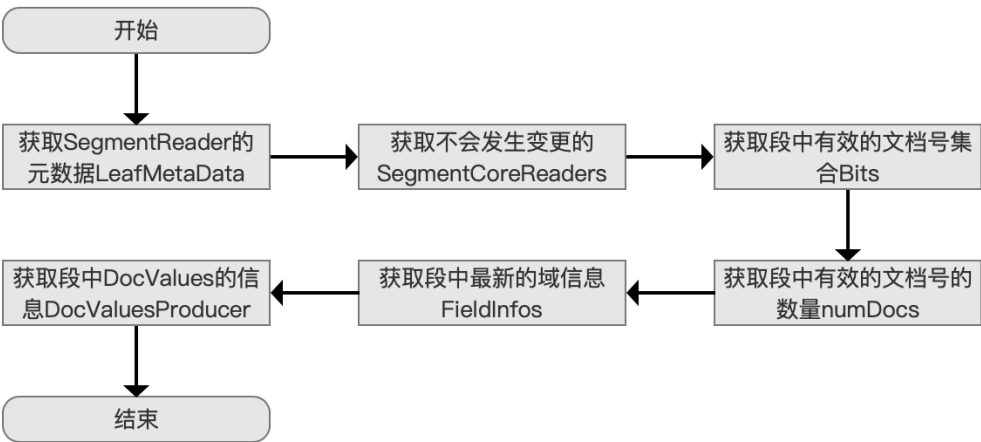 开始
获取SegmentReader的
元数据LeafMetaData
获取不会发生变更的
SegmentCoreReaders
获取段中有效的文档号集
合Bits
获取段中有效的文档号的
数量numDocs
获取段中最新的域信息
FieldInfos
获取段中DocValues的信
息DocValuesProducer
结束